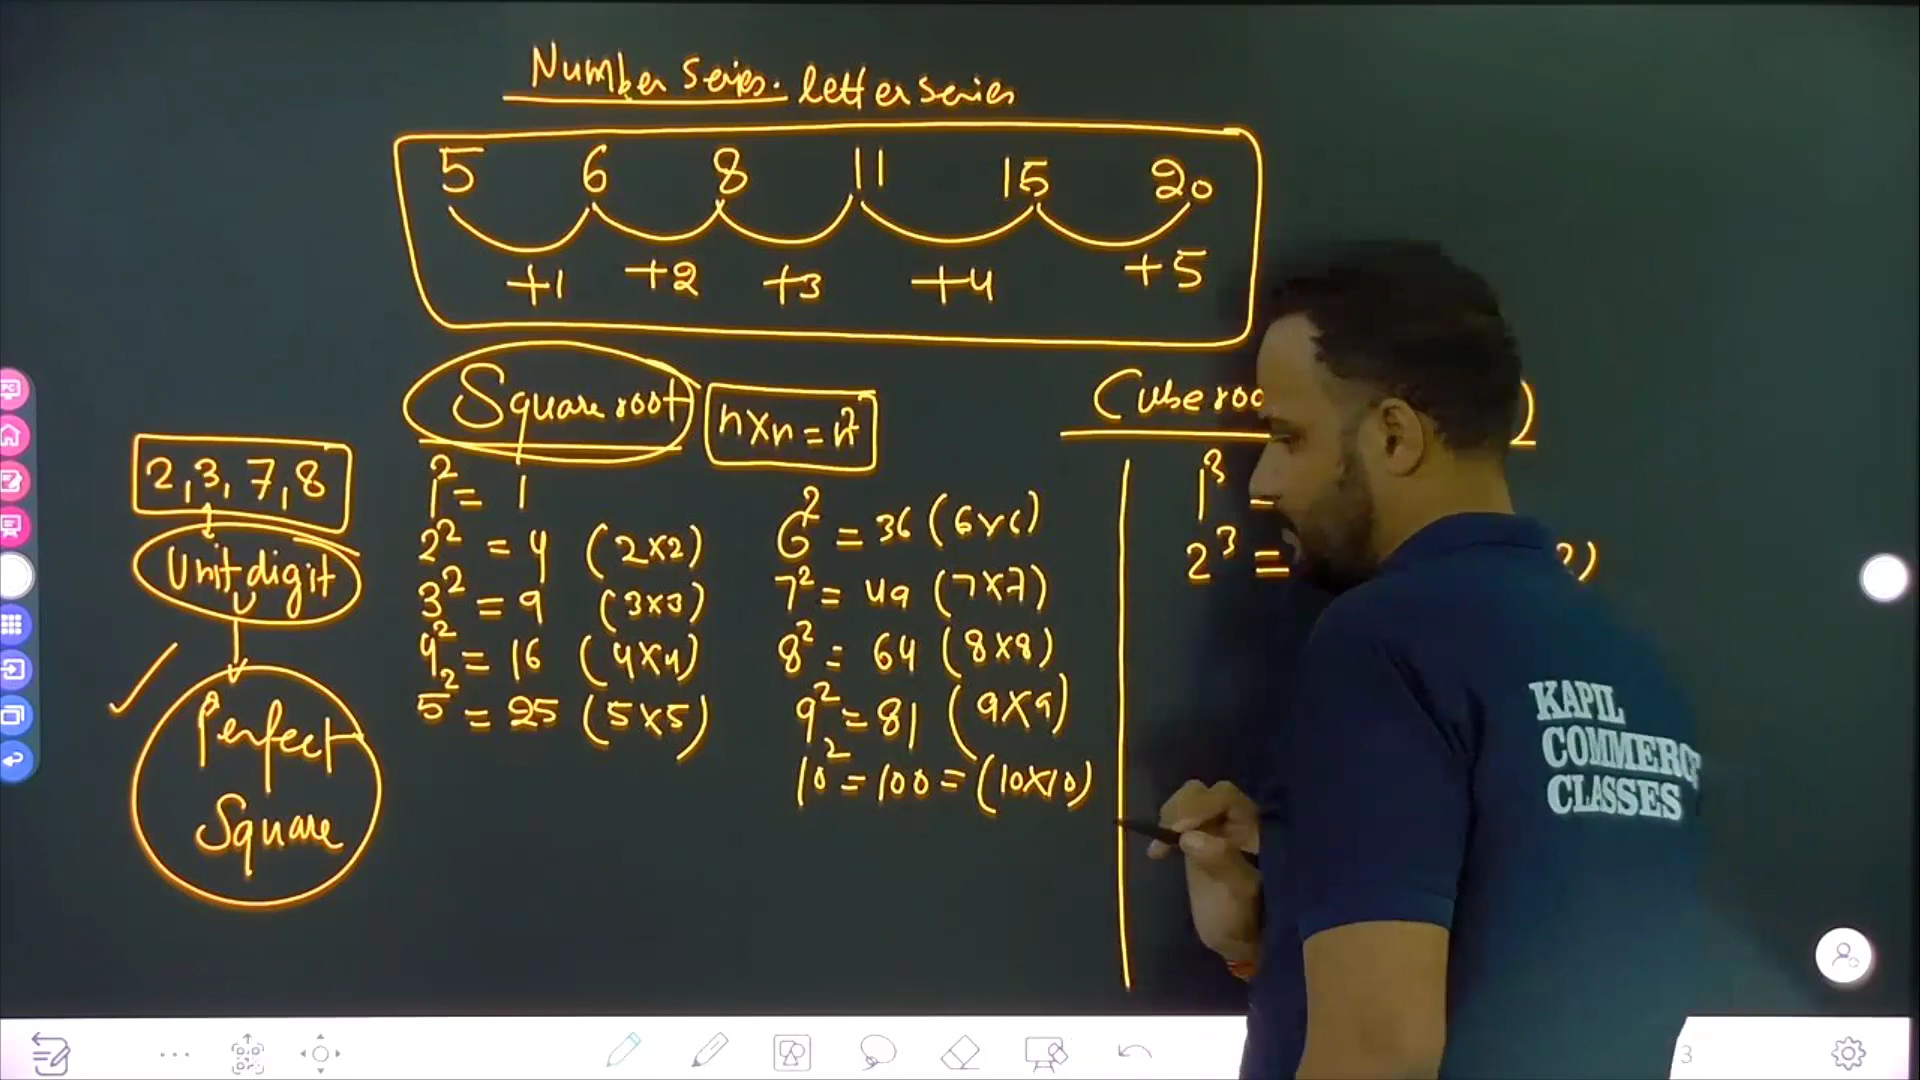 Number Series. letter series
5 6 8 11 15 20
+1 +2 +3 +4 +5
Square root
n×n = n²
2, 3, 7, 8
Unit digit
Perfect
Square
1² = 1
2² = 4 (2×2)
3² = 9 (3×3)
4² = 16 (4×4)
5² = 25 (5×5)
6² = 36 (6×6)
7² = 49 (7×7)
8² = 64 (8×8)
9² = 81 (9×9)
10² = 100 = (10×10)
Cube
1³ =
2³ =
KAPIL
COMMERCE
CLASSES
3